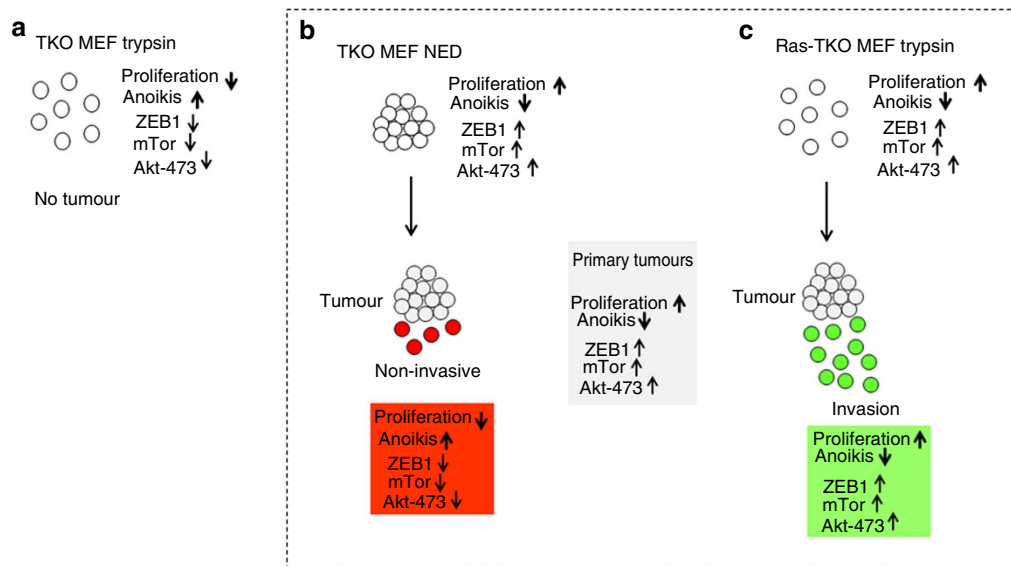 a
TKO MEF trypsin
Proliferation ↓
Anoikis ↑
ZEB1 ↓
mTor ↓
Akt-473 ↓
No tumour
b
TKO MEF NED
Proliferation ↑
Anoikis ↓
ZEB1 ↑
mTor ↑
Akt-473 ↑
Tumour
Non-invasive
Proliferation ↓
Anoikis ↑
ZEB1 ↓
mTor ↓
Akt-473 ↓
Primary tumours
Proliferation ↑
Anoikis ↓
ZEB1 ↑
mTor ↑
Akt-473 ↑
c
Ras-TKO MEF trypsin
Proliferation ↑
Anoikis ↓
ZEB1 ↑
mTor ↑
Akt-473 ↑
Tumour
Invasion
Proliferation ↑
Anoikis ↓
ZEB1 ↑
mTor ↑
Akt-473 ↑